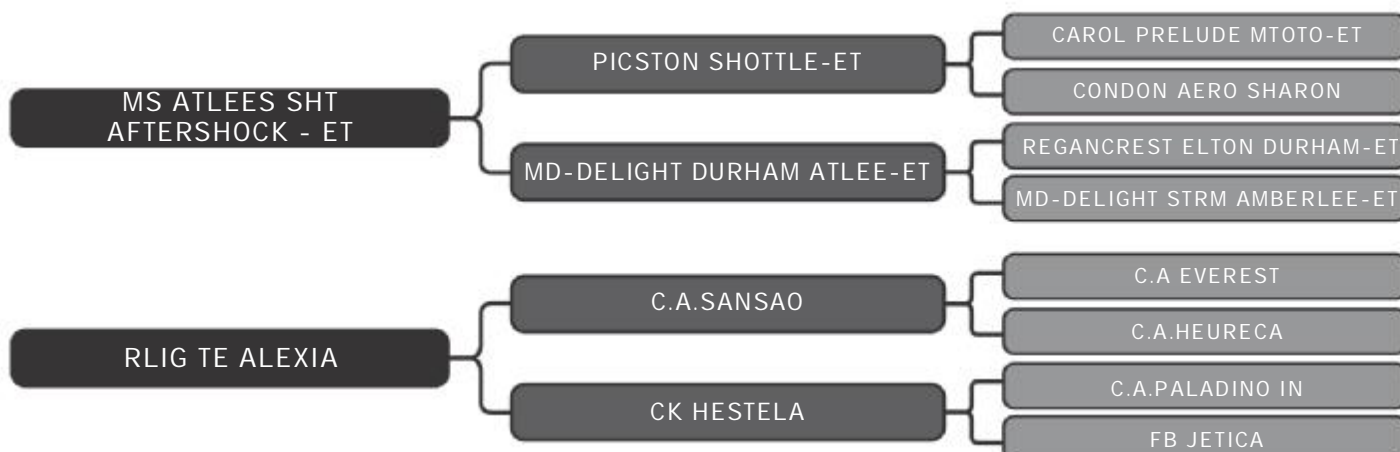 PICSTON SHOTTLE-ET
CAROL PRELUDE MTOTO-ET
CONDON AERO SHARON
MS ATLEES SHT
AFTERSHOCK - ET
MD-DELIGHT DURHAM ATLEE-ET
REGANCREST ELTON DURHAM-ET
MD-DELIGHT STRM AMBERLEE-ET
C.A.SANSAO
C.A EVEREST
C.A.HEURECA
RLIG TE ALEXIA
CK HESTELA
C.A.PALADINO IN
FB JETICA